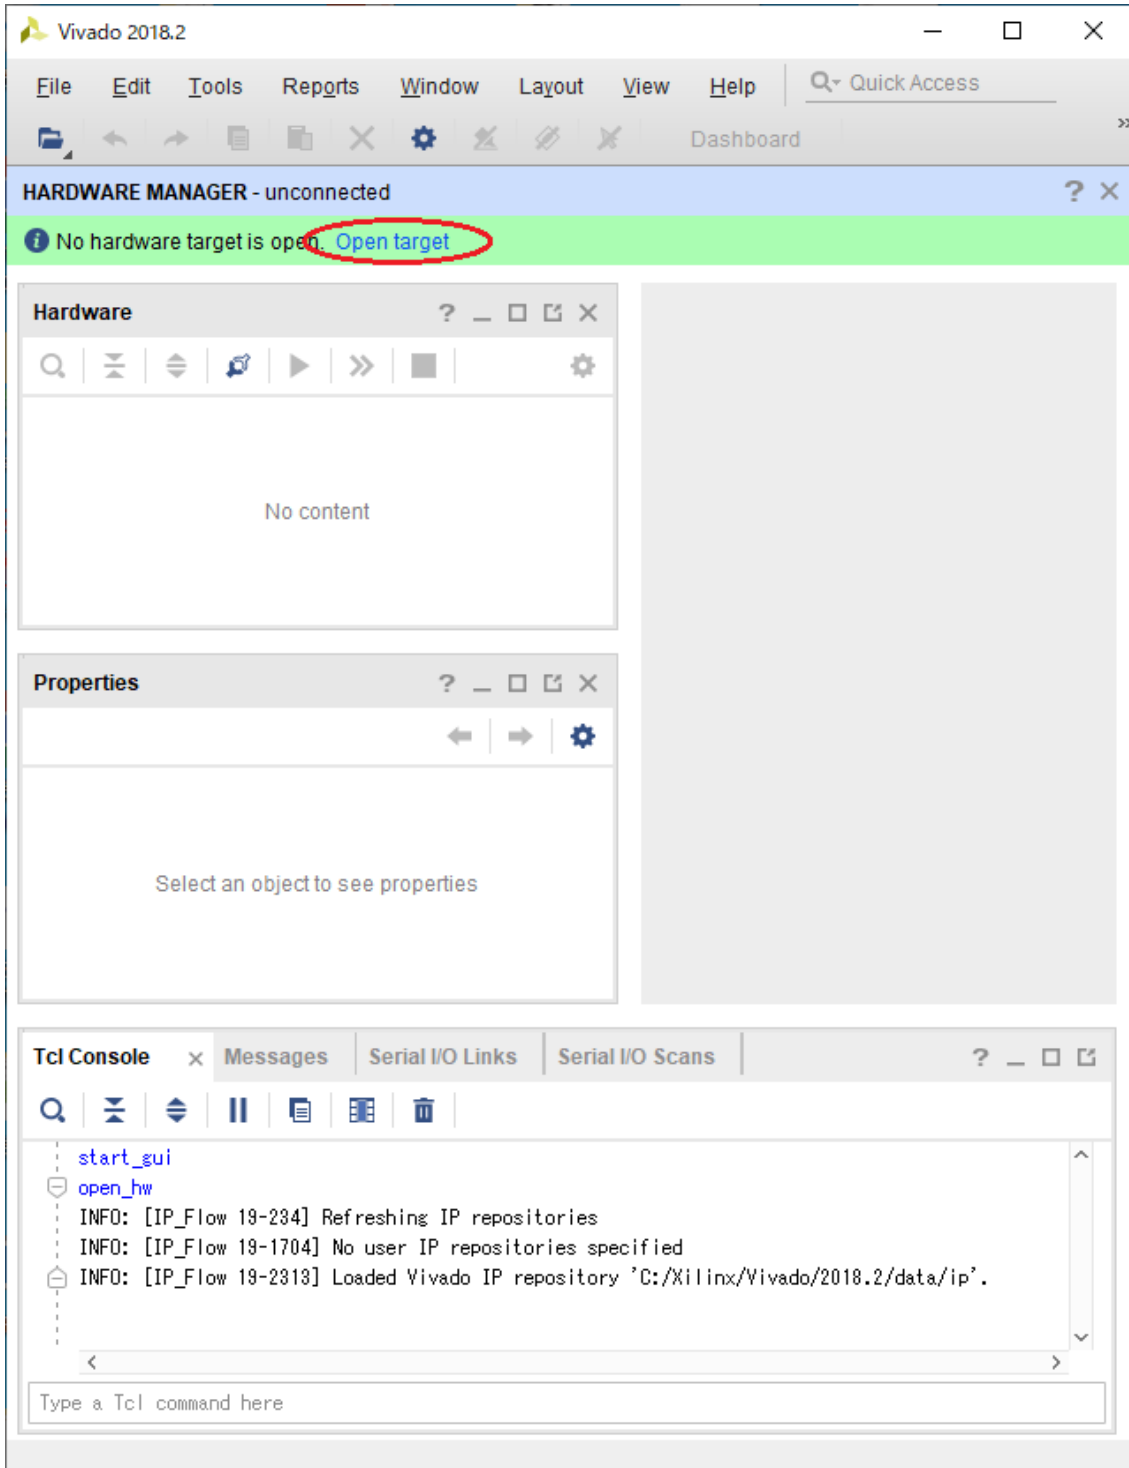 Vivado 2018.2
File Edit Tools Reports Window Layout View Help Quick Access
Dashboard
HARDWARE MANAGER - unconnected
No hardware target is open. Open target
Hardware
No content
Properties
Select an object to see properties
Tcl Console Messages Serial I/O Links Serial I/O Scans
start_gui
open_hw
INFO: [IP_Flow 19-234] Refreshing IP repositories
INFO: [IP_Flow 19-1704] No user IP repositories specified
INFO: [IP_Flow 19-2313] Loaded Vivado IP repository 'C:/Xilinx/Vivado/2018.2/data/ip'.
Type a Tcl command here